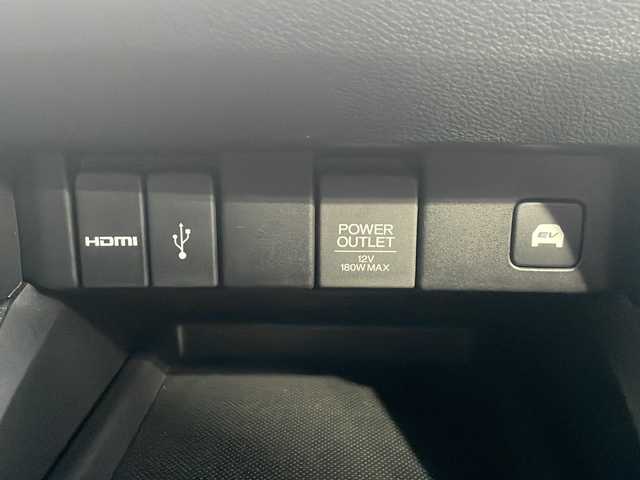 HDMI
POWER
OUTLET
12V
180W MAX
EV